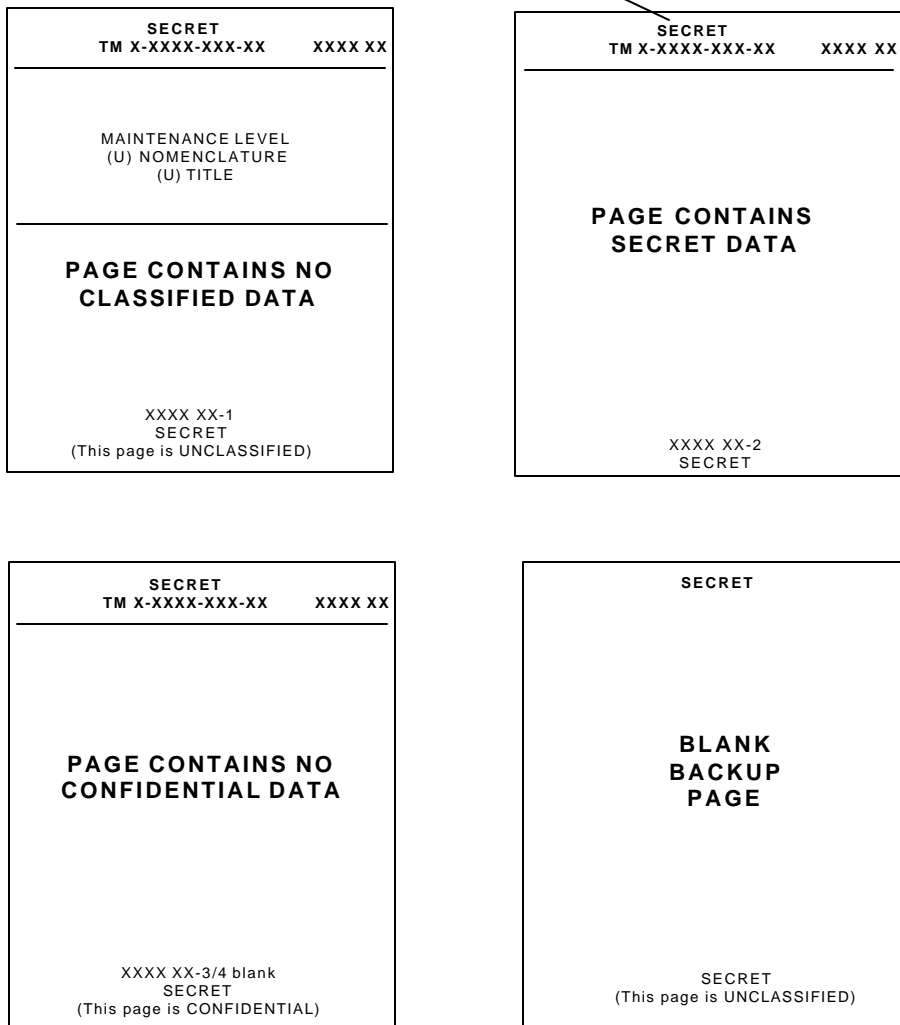 SECRET
TM X-XXXX-XXX-XX XXXX XX
MAINTENANCE LEVEL
(U) NOMENCLATURE
(U) TITLE
PAGE CONTAINS NO
CLASSIFIED DATA
XXXX XX-1
SECRET
(This page is UNCLASSIFIED)
SECRET
TM X-XXXX-XXX-XX XXXX XX
PAGE CONTAINS
SECRET DATA
XXXX XX-2
SECRET
SECRET
TM X-XXXX-XXX-XX XXXX XX
PAGE CONTAINS NO
CONFIDENTIAL DATA
XXXX XX-3/4 blank
SECRET
(This page is CONFIDENTIAL)
SECRET
BLANK
BACKUP
PAGE
SECRET
(This page is UNCLASSIFIED)